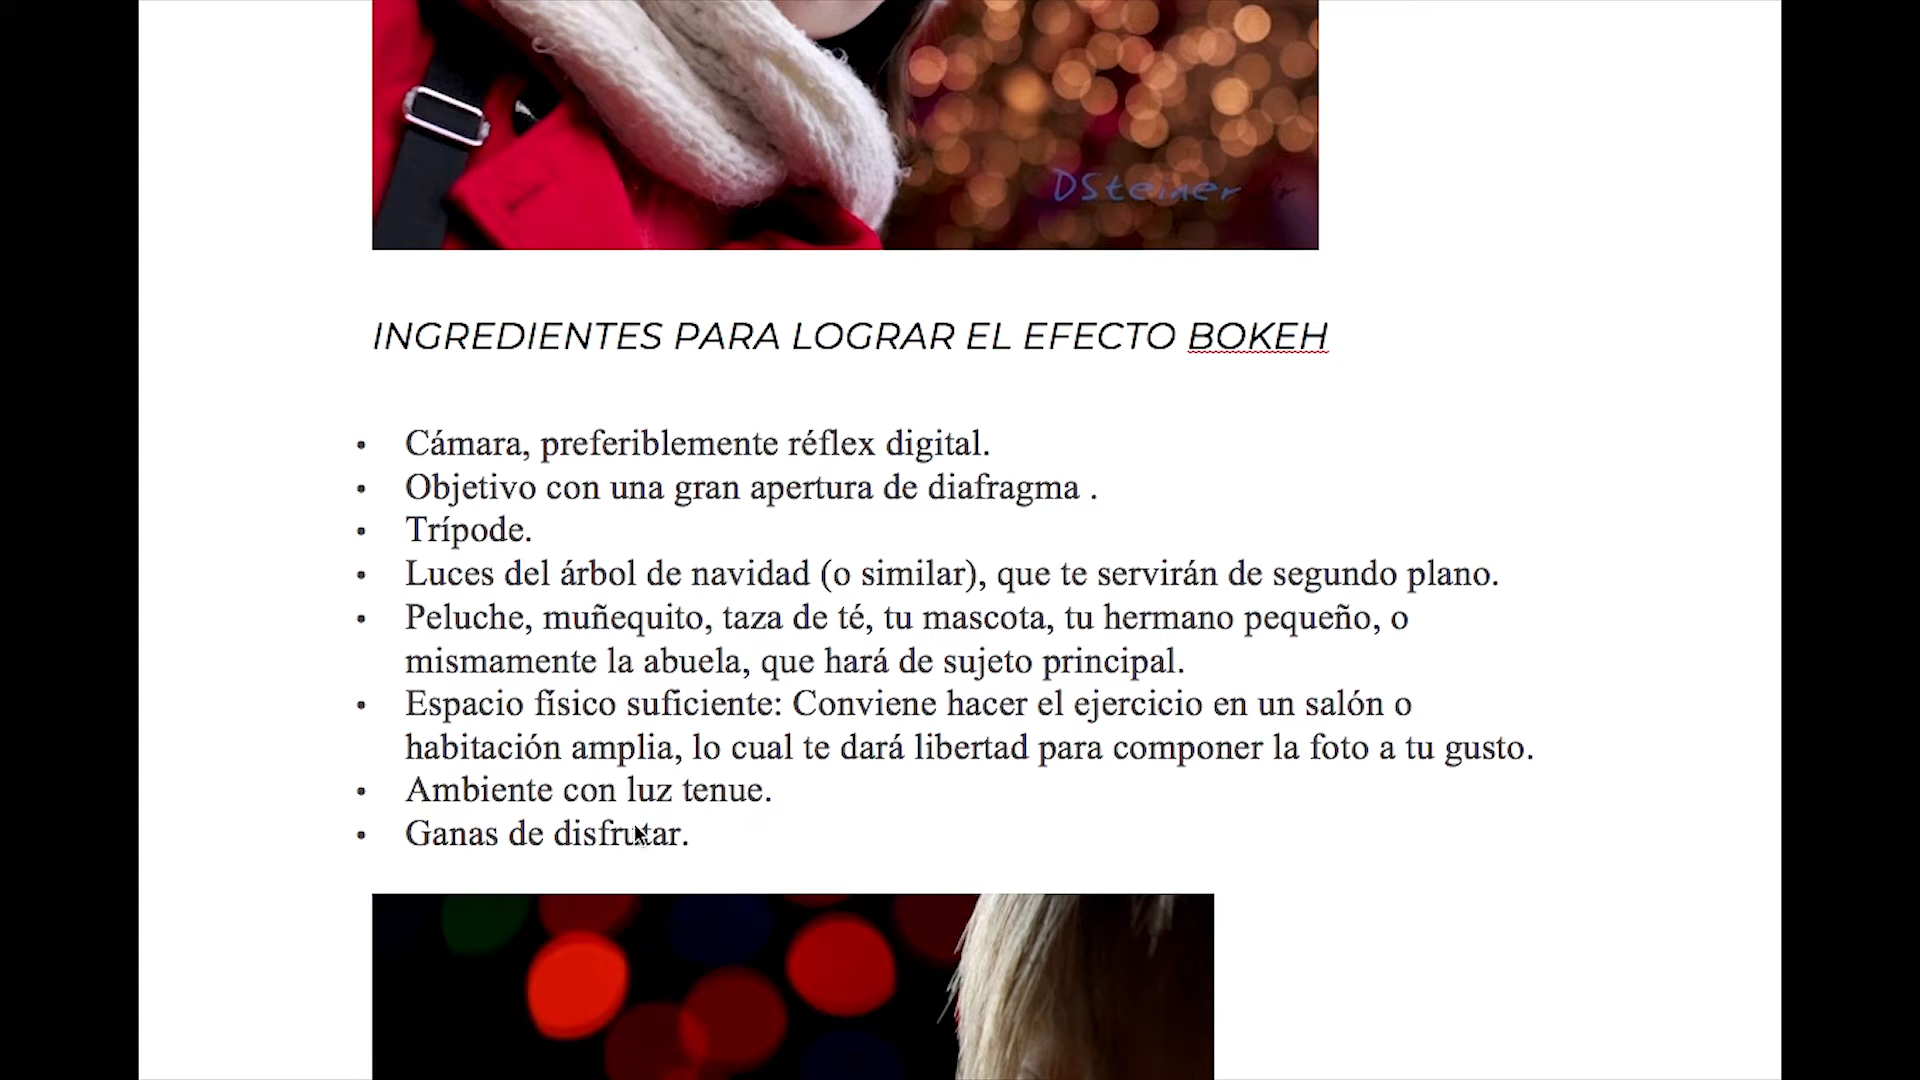 DSteiner
INGREDIENTES PARA LOGRAR EL EFECTO BOKEH
• Cámara, preferiblemente réflex digital.
• Objetivo con una gran apertura de diafragma .
• Trípode.
• Luces del árbol de navidad (o similar), que te servirán de segundo plano.
• Peluche, muñequito, taza de té, tu mascota, tu hermano pequeño, o
mismamente la abuela, que hará de sujeto principal.
• Espacio físico suficiente: Conviene hacer el ejercicio en un salón o
habitación amplia, lo cual te dará libertad para componer la foto a tu gusto.
• Ambiente con luz tenue.
• Ganas de disfrutar.